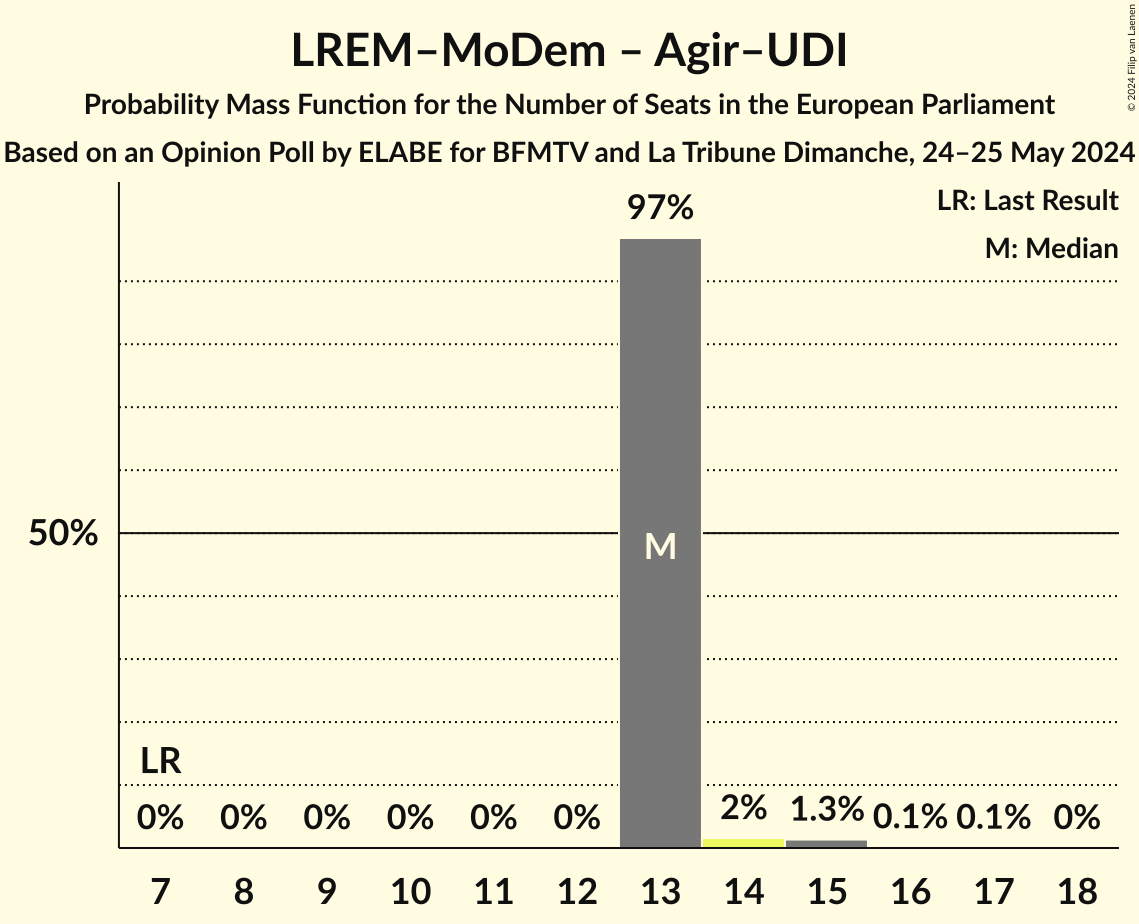 LREM–MoDem – Agir–UDI
Probability Mass Function for the Number of Seats in the European Parliament
Based on an Opinion Poll by ELABE for BFMTV and La Tribune Dimanche, 24–25 May 2024
© 2024 Filip van Laenen
LR: Last Result
M: Median
97%
50%
M
LR
0% 0% 0% 0% 0% 0% 2% 1.3% 0.1% 0.1% 0%
7 8 9 10 11 12 13 14 15 16 17 18